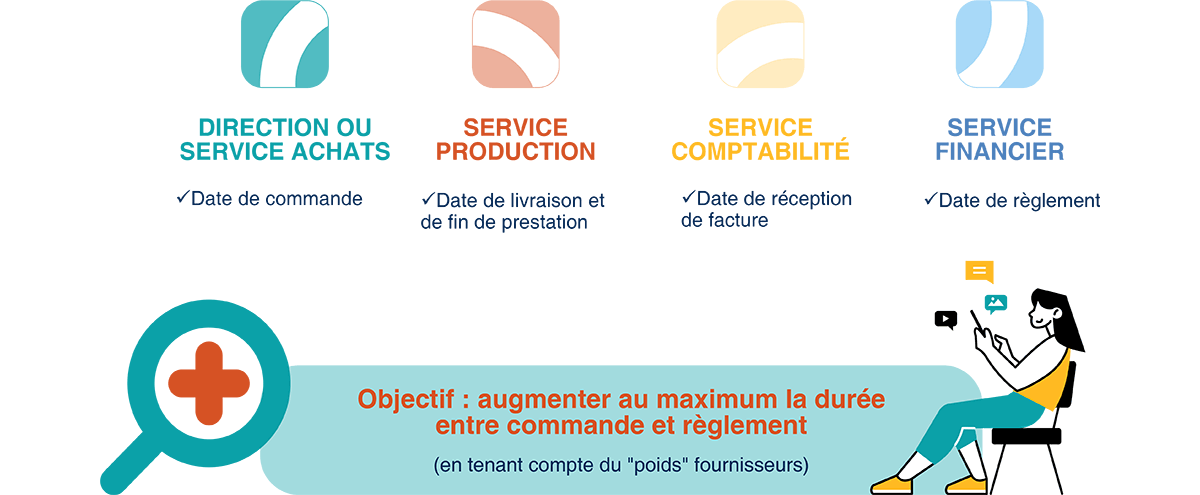 DIRECTION OU
SERVICE ACHATS
✓Date de commande
SERVICE
PRODUCTION
✓Date de livraison et
de fin de prestation
SERVICE
COMPTABILITÉ
✓Date de réception
de facture
SERVICE
FINANCIER
✓Date de règlement
Objectif : augmenter au maximum la durée
entre commande et règlement
(en tenant compte du "poids" fournisseurs)